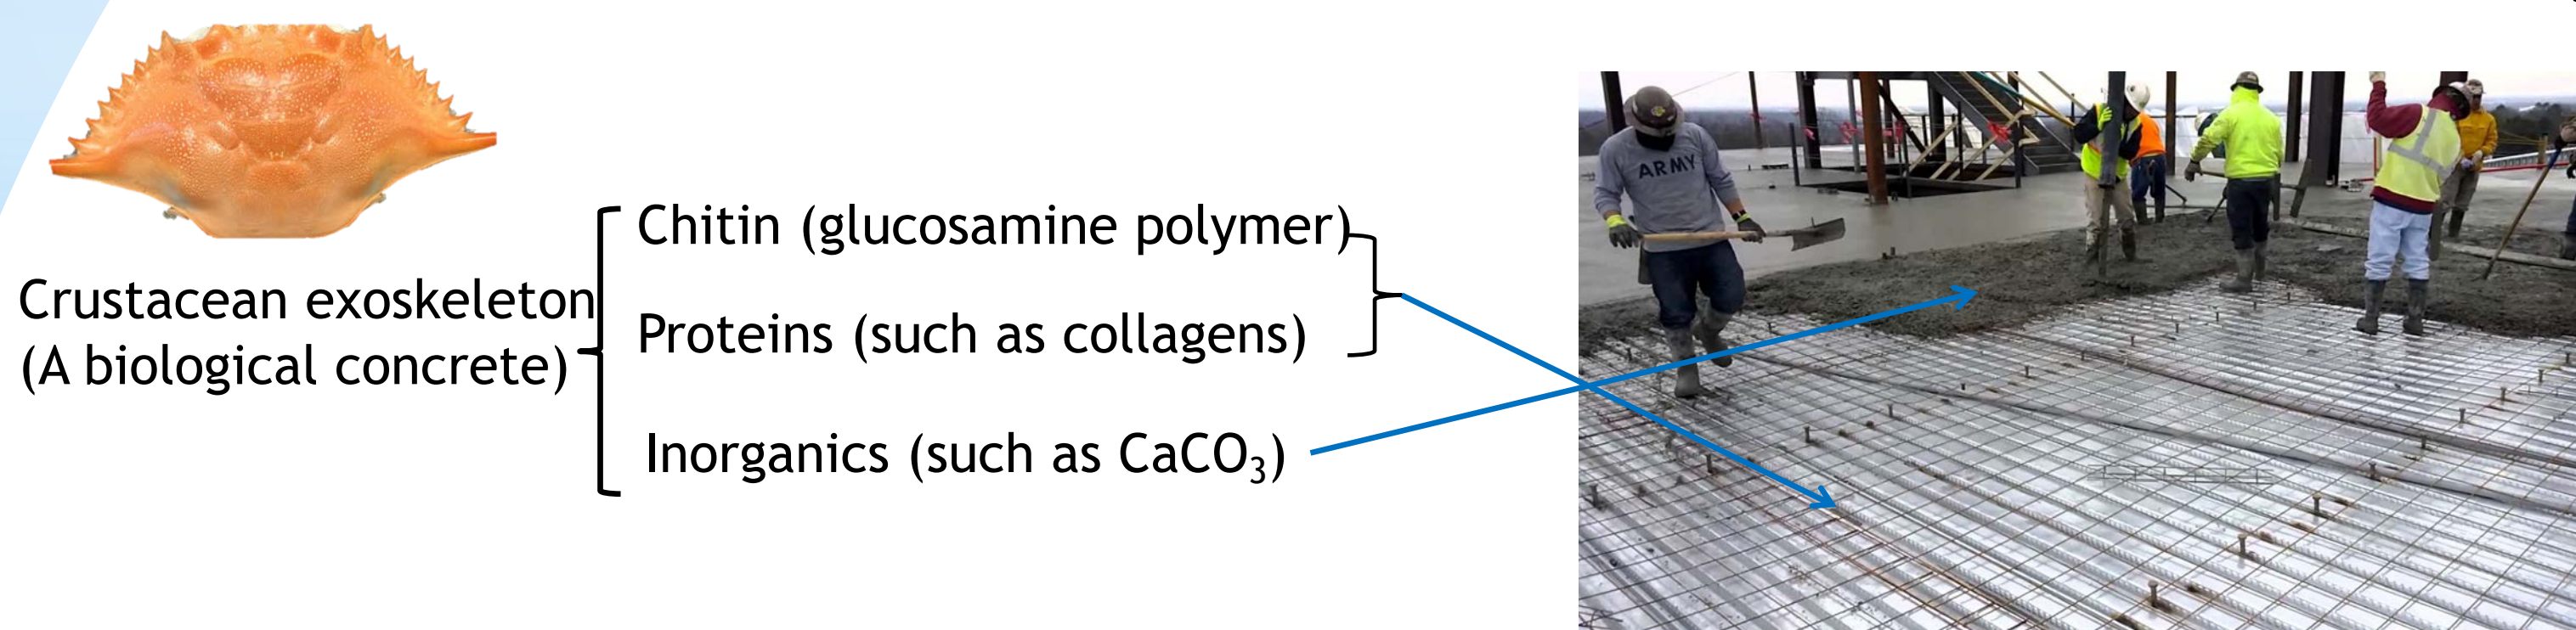 Chitin (glucosamine polymer)
Crustacean exoskeleton
(A biological concrete)
Proteins (such as collagens)
Inorganics (such as CaCO₃)
ARMY